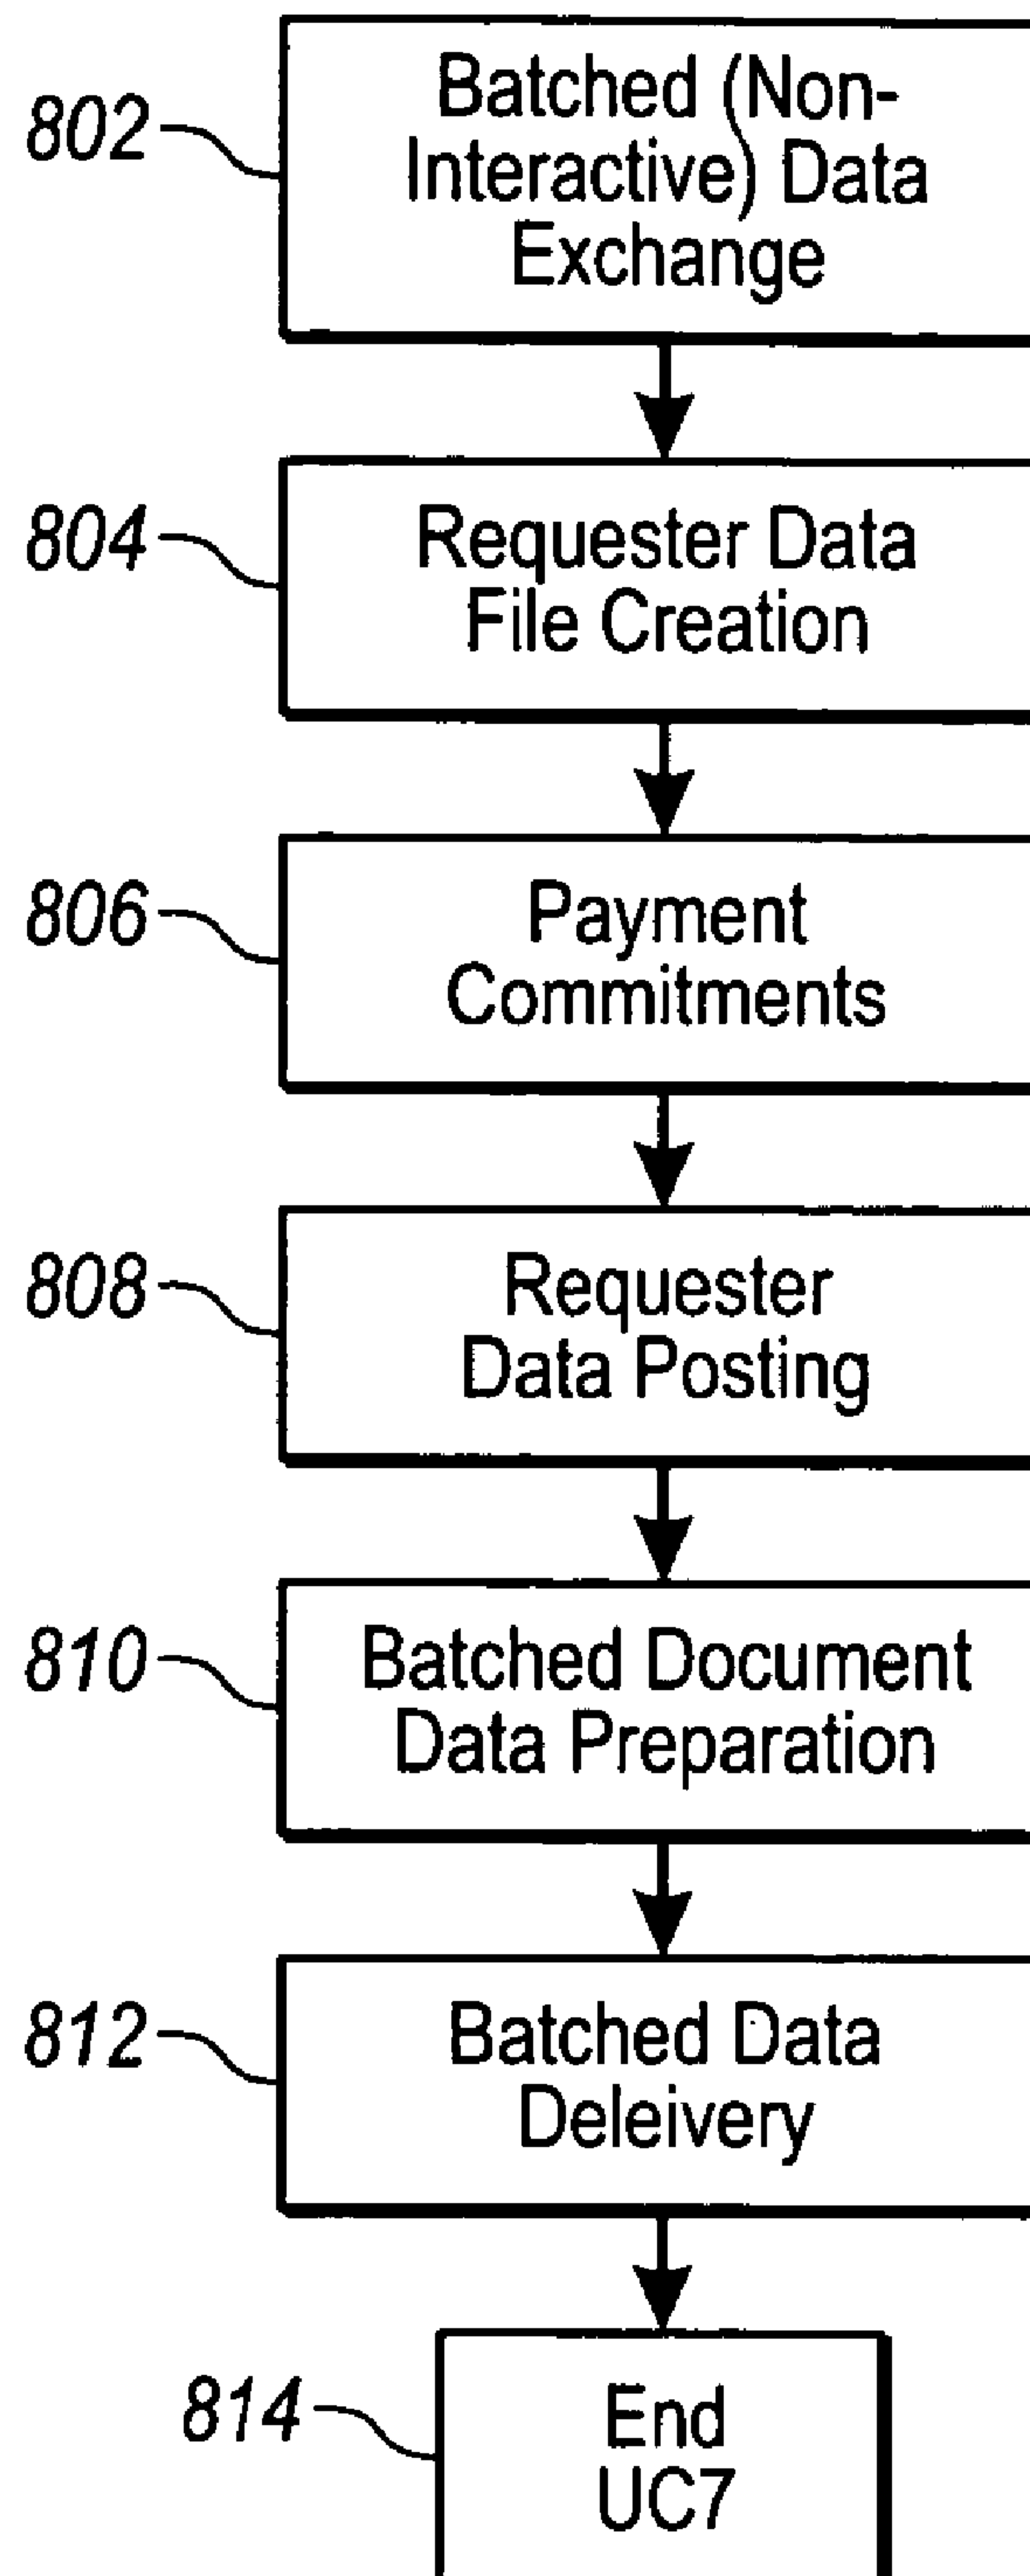 802
Batched (Non-
Interactive) Data
Exchange
804
Requester Data
File Creation
806
Payment
Commitments
808
Requester
Data Posting
810
Batched Document
Data Preparation
812
Batched Data
Deleivery
814
End
UC7